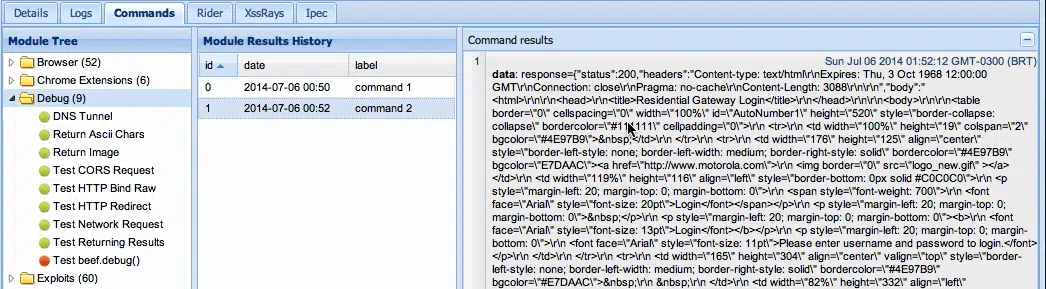 Details Logs Commands Rider XssRays Ipec
Module Tree
Browser (52)
Chrome Extensions (6)
Debug (9)
DNS Tunnel
Return Ascii Chars
Return Image
Test CORS Request
Test HTTP Bind Raw
Test HTTP Redirect
Test Network Request
Test Returning Results
Test beef.debug()
Exploits (60)
Module Results History
id date label
0 2014-07-06 00:50 command 1
1 2014-07-06 00:52 command 2
Command results
1 Sun Jul 06 2014 01:52:12 GMT-0300 (BRT)
data: response={"status":200,"headers":"Content-type: text/html\r\nExpires: Thu, 3 Oct 1968 12:00:00
GMT\r\nConnection: close\r\nPragma: no-cache\r\nContent-Length: 3088\r\n\r\n","body":"
<html>\r\n\r\n<head>\r\n<title>Residential Gateway Login</title>\r\n</head>\r\n\r\n<body>\r\n\r\n<table
border=\"0\" cellspacing=\"0\" width=\"100%\" id=\"AutoNumber1\" height=\"520\" style=\"border-collapse:
collapse\" bordercolor=\"#111111\" cellpadding=\"0\">\r\n <tr>\r\n <td width=\"100%\" height=\"19\" colspan=\"2\"
bgcolor=\"#4E97B9\">&nbsp;</td>\r\n </tr>\r\n <tr>\r\n <td width=\"176\" height=\"125\" align=\"center\"
style=\"border-left-style: none; border-left-width: medium; border-right-style: solid\" bordercolor=\"#4E97B9\"
bgcolor=\"E7DAAC\"><a href=\"http://www.motorola.com\">\r\n <img border=\"0\" src=\"logo_new.gif\" ></a>
</td>\r\n <td width=\"119%\" height=\"116\" align=\"left\" style=\"border-bottom: 0px solid #C0C0C0\">\r\n <p
style=\"margin-left: 20; margin-top: 0; margin-bottom: 0\">\r\n <span style=\"font-weight: 700\">\r\n <font
face=\"Arial\" style=\"font-size: 20pt\">Login</font></span></p>\r\n <p style=\"margin-left: 20; margin-top: 0;
margin-bottom: 0\">&nbsp;</p>\r\n <p style=\"margin-left: 20; margin-top: 0; margin-bottom: 0\"><b>\r\n <font
face=\"Arial\" style=\"font-size: 13pt\">Login</font></b></p>\r\n <p style=\"margin-left: 20; margin-top: 0; margin-
bottom: 0\">\r\n <font face=\"Arial\" style=\"font-size: 11pt\">Please enter username and password to login.</font>
</p>\r\n </td>\r\n </tr>\r\n <tr>\r\n <td width=\"165\" height=\"304\" align=\"center\" valign=\"top\" style=\"border-
left-style: none; border-left-width: medium; border-right-style: solid\" bordercolor=\"#4E97B9\"
bgcolor=\"#E7DAAC\">&nbsp;\r\n &nbsp;\r\n </td>\r\n <td width=\"82%\" height=\"332\" align=\"left\"